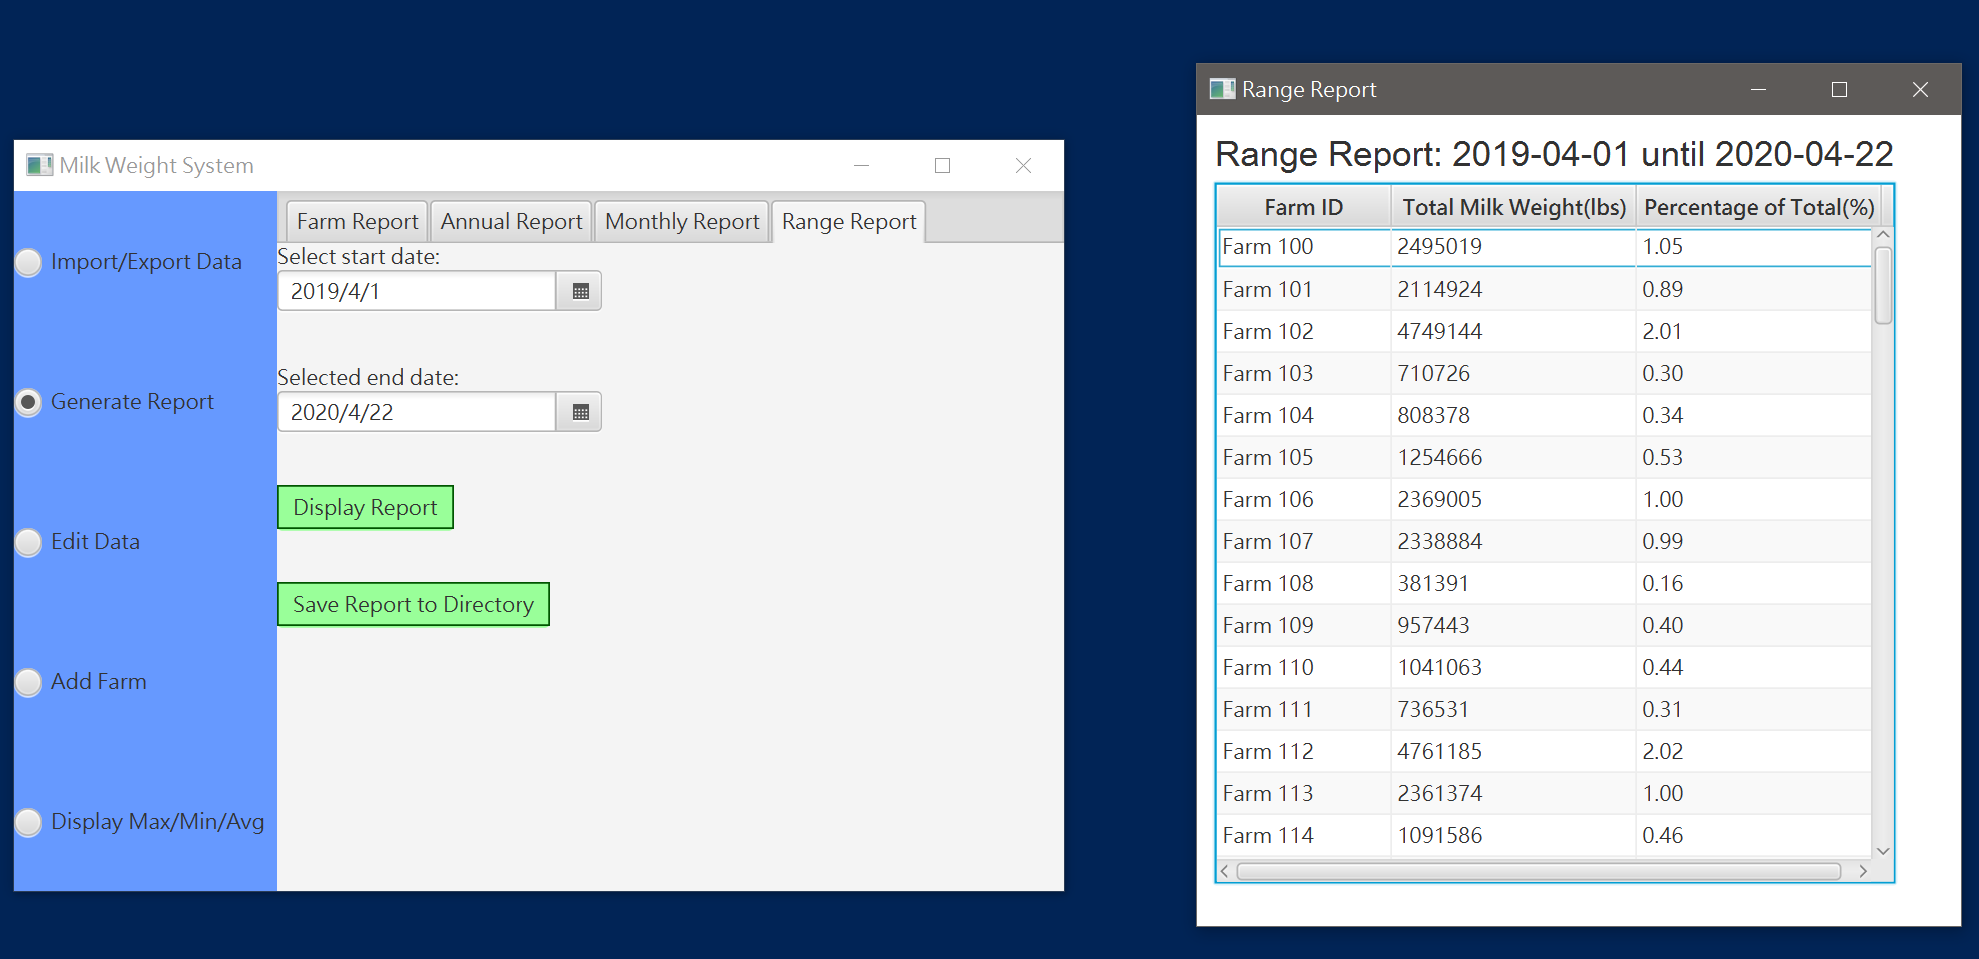 Milk Weight System
Import/Export Data
Generate Report
Edit Data
Add Farm
Display Max/Min/Avg
Farm Report Annual Report Monthly Report Range Report
Select start date:
2019/4/1
Selected end date:
2020/4/22
Display Report
Save Report to Directory
Range Report
Range Report: 2019-04-01 until 2020-04-22
Farm ID Total Milk Weight(lbs) Percentage of Total(%)
Farm 100 2495019 1.05
Farm 101 2114924 0.89
Farm 102 4749144 2.01
Farm 103 710726 0.30
Farm 104 808378 0.34
Farm 105 1254666 0.53
Farm 106 2369005 1.00
Farm 107 2338884 0.99
Farm 108 381391 0.16
Farm 109 957443 0.40
Farm 110 1041063 0.44
Farm 111 736531 0.31
Farm 112 4761185 2.02
Farm 113 2361374 1.00
Farm 114 1091586 0.46